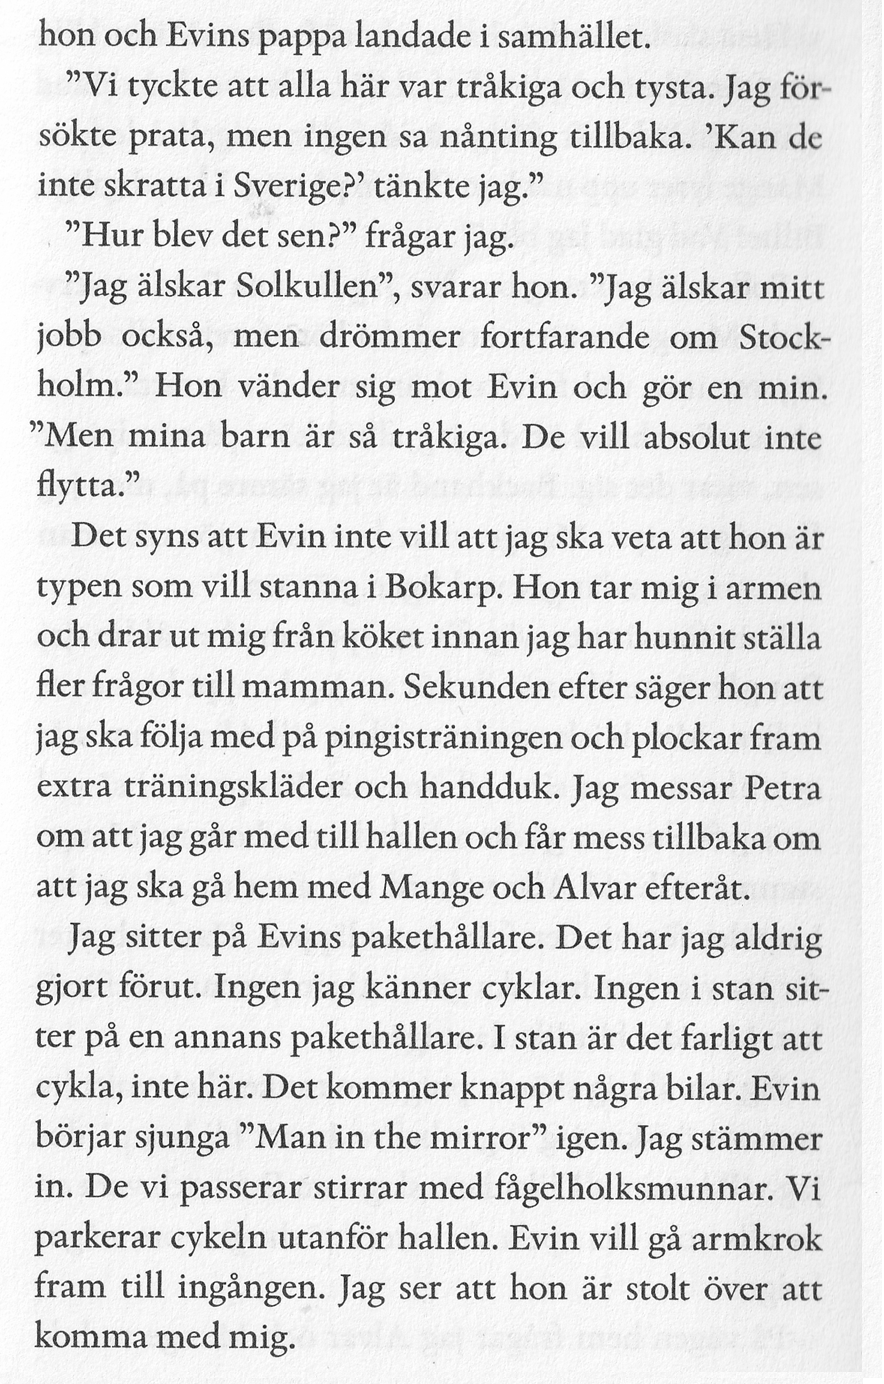 hon och Evins pappa landade i samhället.
”Vi tyckte att alla här var tråkiga och tysta. Jag för-
sökte prata, men ingen sa nånting tillbaka. ’Kan de
inte skratta i Sverige?’ tänkte jag.”
”Hur blev det sen?” frågar jag.
”Jag älskar Solkullen”, svarar hon. ”Jag älskar mitt
jobb också, men drömmer fortfarande om Stock-
holm.” Hon vänder sig mot Evin och gör en min.
”Men mina barn är så tråkiga. De vill absolut inte
flytta.”
Det syns att Evin inte vill att jag ska veta att hon är
typen som vill stanna i Bokarp. Hon tar mig i armen
och drar ut mig från köket innan jag har hunnit ställa
fler frågor till mamman. Sekunden efter säger hon att
jag ska följa med på pingisträningen och plockar fram
extra träningskläder och handduk. Jag messar Petra
om att jag går med till hallen och får mess tillbaka om
att jag ska gå hem med Mange och Alvar efteråt.
Jag sitter på Evins pakethållare. Det har jag aldrig
gjort förut. Ingen jag känner cyklar. Ingen i stan sit-
ter på en annans pakethållare. I stan är det farligt att
cykla, inte här. Det kommer knappt några bilar. Evin
börjar sjunga ”Man in the mirror” igen. Jag stämmer
in. De vi passerar stirrar med fågelholksmunnar. Vi
parkerar cykeln utanför hallen. Evin vill gå armkrok
fram till ingången. Jag ser att hon är stolt över att
komma med mig.